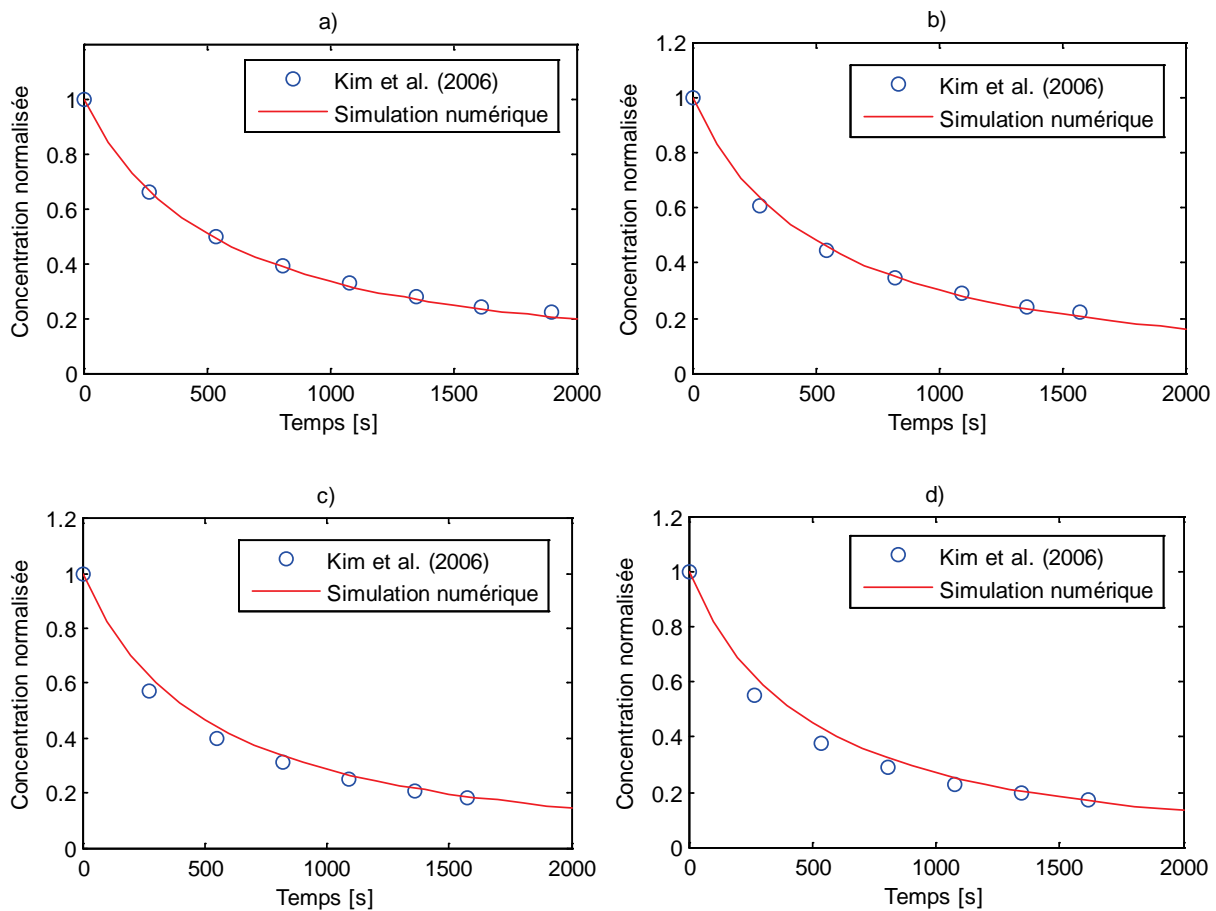 a)
Concentration normalisée
1
0.8
0.6
0.4
0.2
0
Kim et al. (2006)
Simulation numérique
0 500 1000 1500 2000
Temps [s]
b)
Concentration normalisée
1.2
1
0.8
0.6
0.4
0.2
0
Kim et al. (2006)
Simulation numérique
0 500 1000 1500 2000
Temps [s]
c)
Concentration normalisée
1.2
1
0.8
0.6
0.4
0.2
0
Kim et al. (2006)
Simulation numérique
0 500 1000 1500 2000
Temps [s]
d)
Concentration normalisée
1.2
1
0.8
0.6
0.4
0.2
0
Kim et al. (2006)
Simulation numérique
0 500 1000 1500 2000
Temps [s]